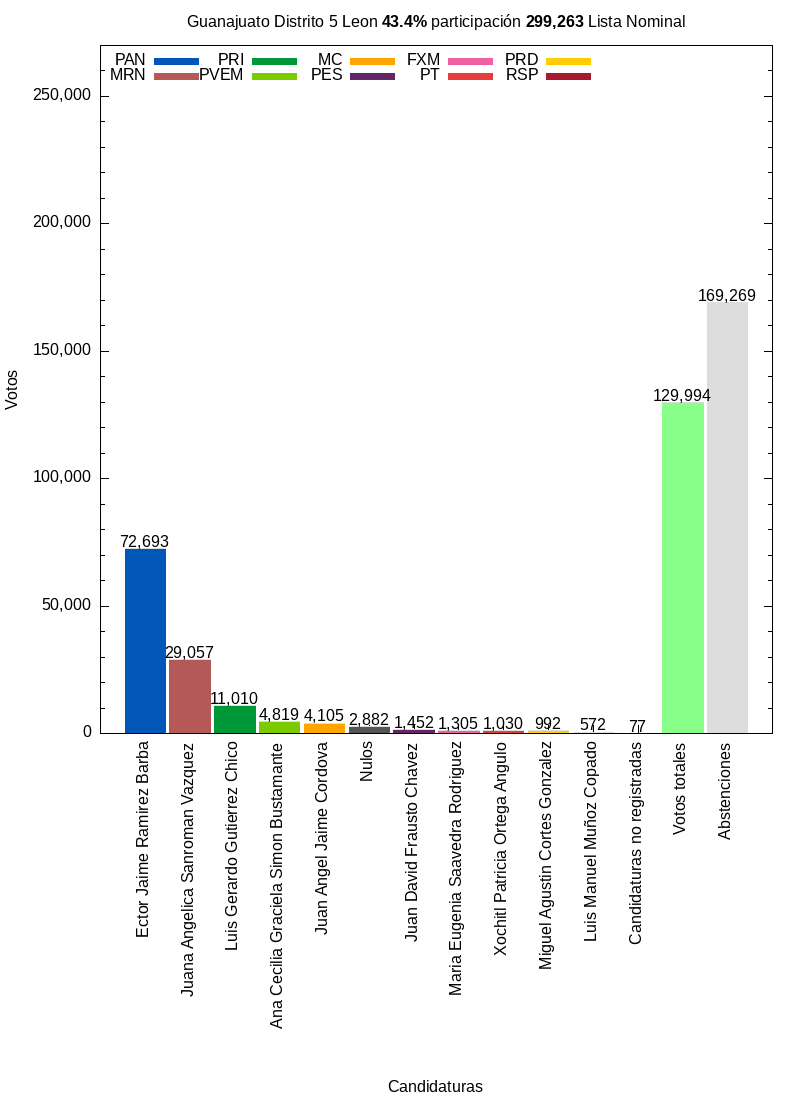 Guanajuato Distrito 5 Leon 43.4% participación 299,263 Lista Nominal
PAN PRI MC FXM PRD
MRN PVEM PES PT RSP
250,000
200,000
150,000
100,000
50,000
0
Votos
72,693
29,057
11,010
4,819
4,105
2,882
1,452
1,305
1,030
992
572
77
129,994
169,269
Ector Jaime Ramirez Barba
Juana Angelica Sanroman Vazquez
Luis Gerardo Gutierrez Chico
Ana Cecilia Graciela Simon Bustamante
Juan Angel Jaime Cordova
Nulos
Juan David Frausto Chavez
Maria Eugenia Saavedra Rodriguez
Xochitl Patricia Ortega Angulo
Miguel Agustin Cortes Gonzalez
Luis Manuel Muñoz Copado
Candidaturas no registradas
Votos totales
Abstenciones
Candidaturas